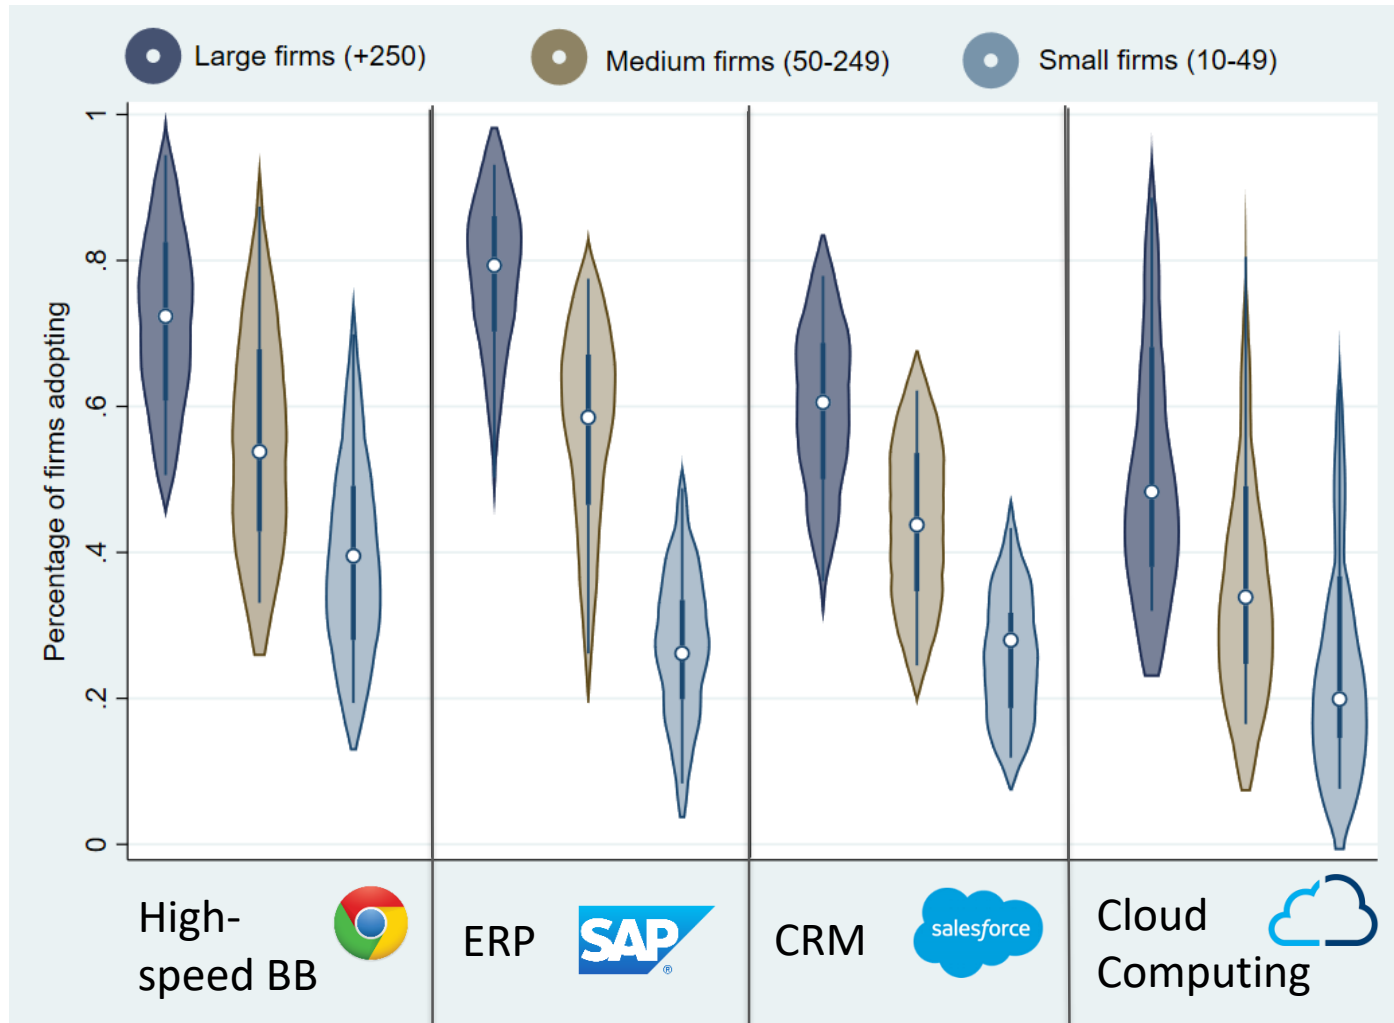 Large firms (+250)
Medium firms (50-249)
Small firms (10-49)
Percentage of firms adopting
1
.8
.6
.4
.2
0
High-
speed BB
ERP
SAP
®
CRM
salesforce
Cloud
Computing